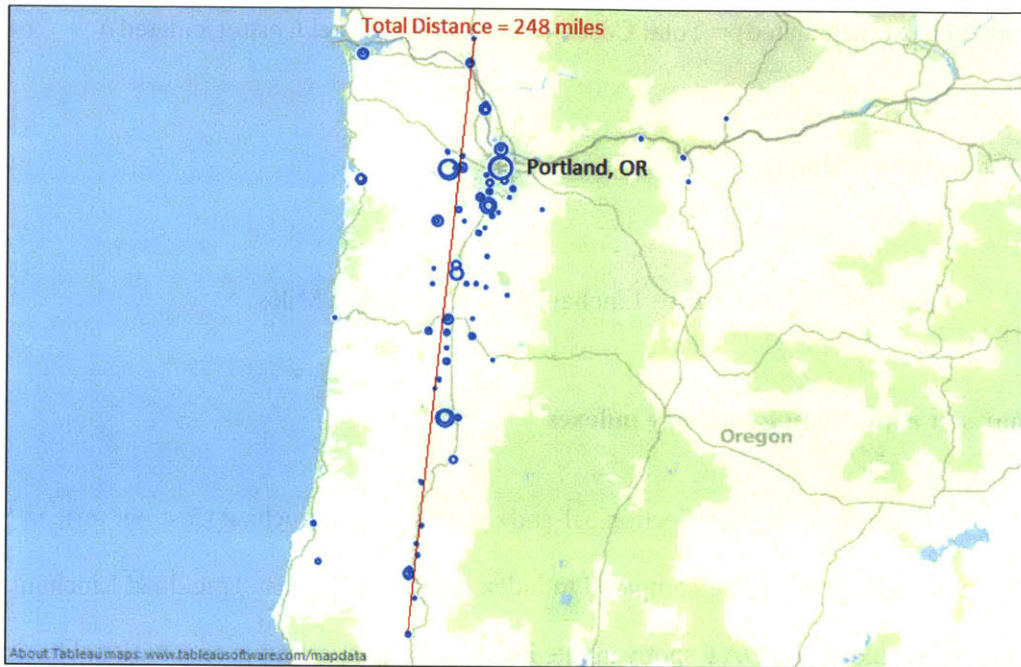 Total Distance = 248 miles
Portland, OR
Oregon
About Tableau maps: www.tableausoftware.com/mapdata